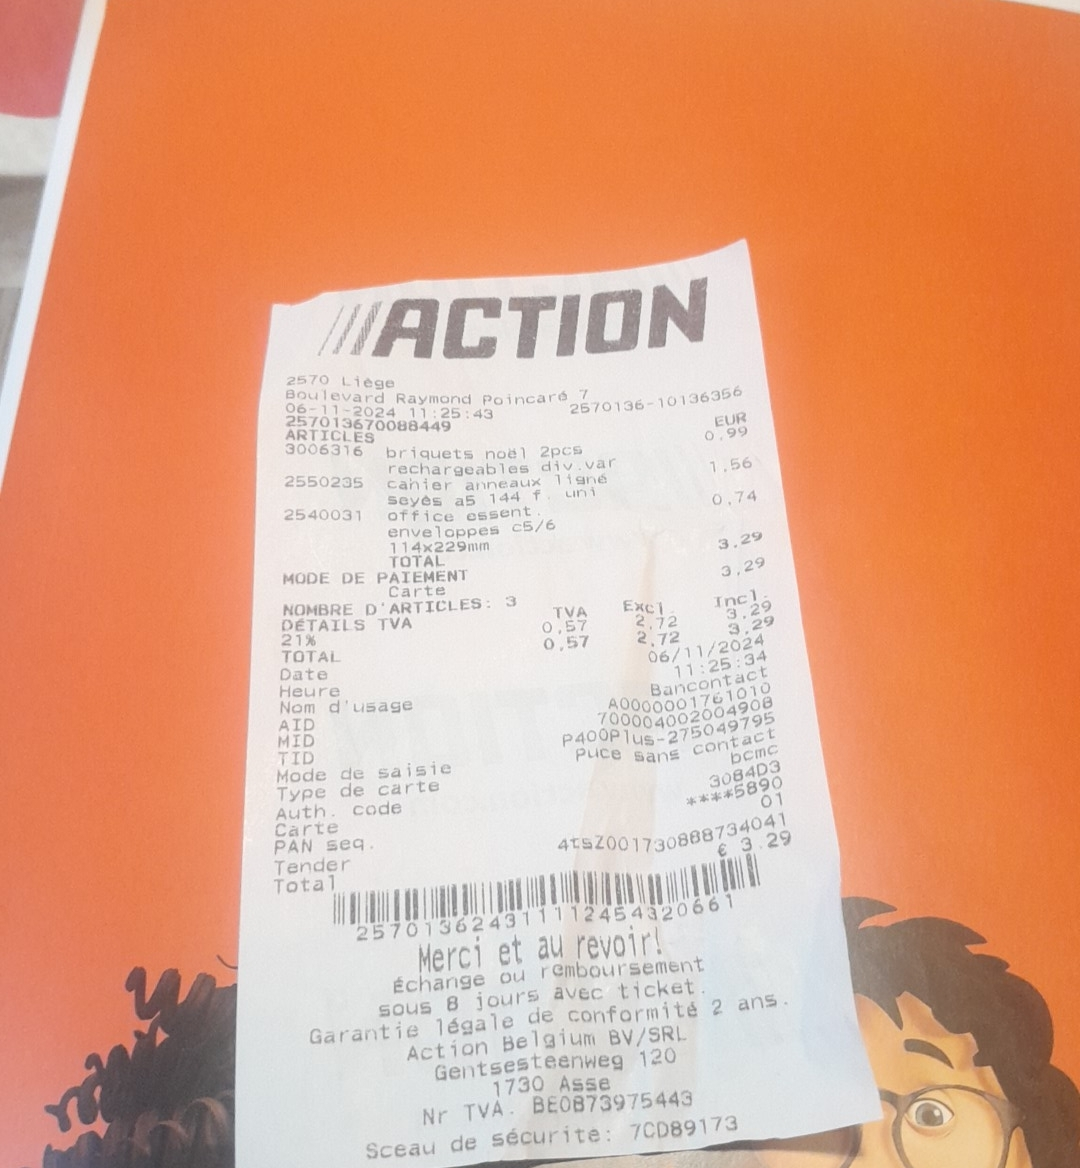 ///ACTION
2570 Liège
Boulevard Raymond Poincaré 7
06-11-2024 11:25:43 2570136-10136356
257013670088449
ARTICLES EUR
3006316 briquets noël 2pcs 0,99
rechargeables div.var
2550235 cahier anneaux ligné 1,56
seyès a5 144 f. uni
2540031 office essent. 0,74
enveloppes c5/6
114x229mm
TOTAL 3,29
MODE DE PAIEMENT
Carte 3,29
NOMBRE D'ARTICLES: 3
DÉTAILS TVA TVA Excl. Incl.
21% 0,57 2,72 3,29
TOTAL 0,57 2,72 3,29
Date 06/11/2024
Heure 11:25:34
Nom d'usage Bancontact
AID A0000001761010
MID 700004002004908
TID P400Plus-275049795
Mode de saisie Puce sans contact
Type de carte bcmc
Auth. code 3084D3
Carte ****5890
PAN seq. 01
Tender 4tsZ001730888734041
Total € 3.29
2570136243111112454320661
Merci et au revoir!
Échange ou remboursement
sous 8 jours avec ticket.
Garantie légale de conformité 2 ans.
Action Belgium BV/SRL
Gentsesteenweg 120
1730 Asse
Nr TVA. BE0873975443
Sceau de sécurite: 7CD89173